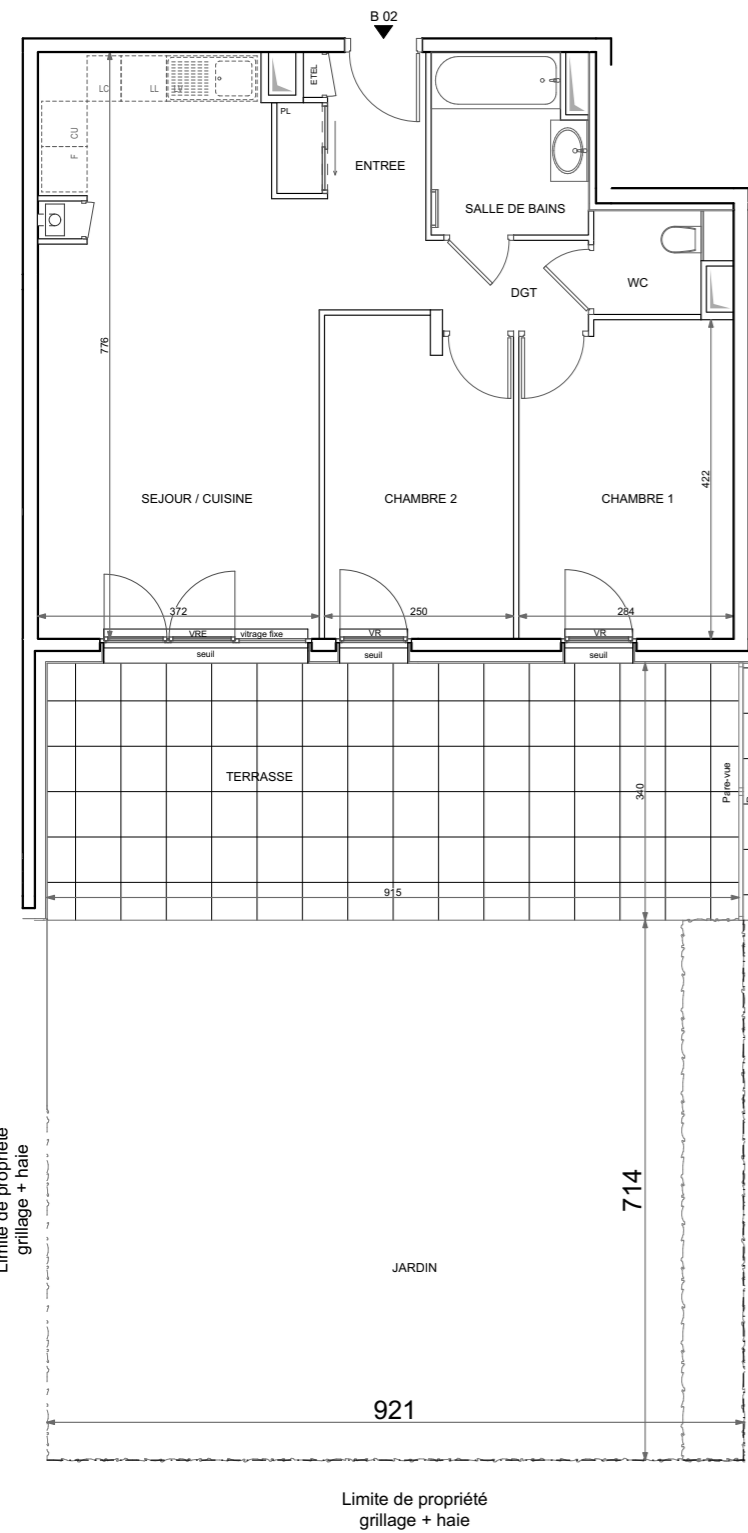 B 02
LC
LL
LV
ETEL
PL
CU
F
ENTREE
SALLE DE BAINS
DGT
WC
776
422
SEJOUR / CUISINE
CHAMBRE 2
CHAMBRE 1
372
250
284
VRE
vitrage fixe
VR
VR
seuil
seuil
seuil
TERRASSE
340
Pare-vue
915
Limite de propriété
grillage + haie
714
JARDIN
921
Limite de propriété
grillage + haie